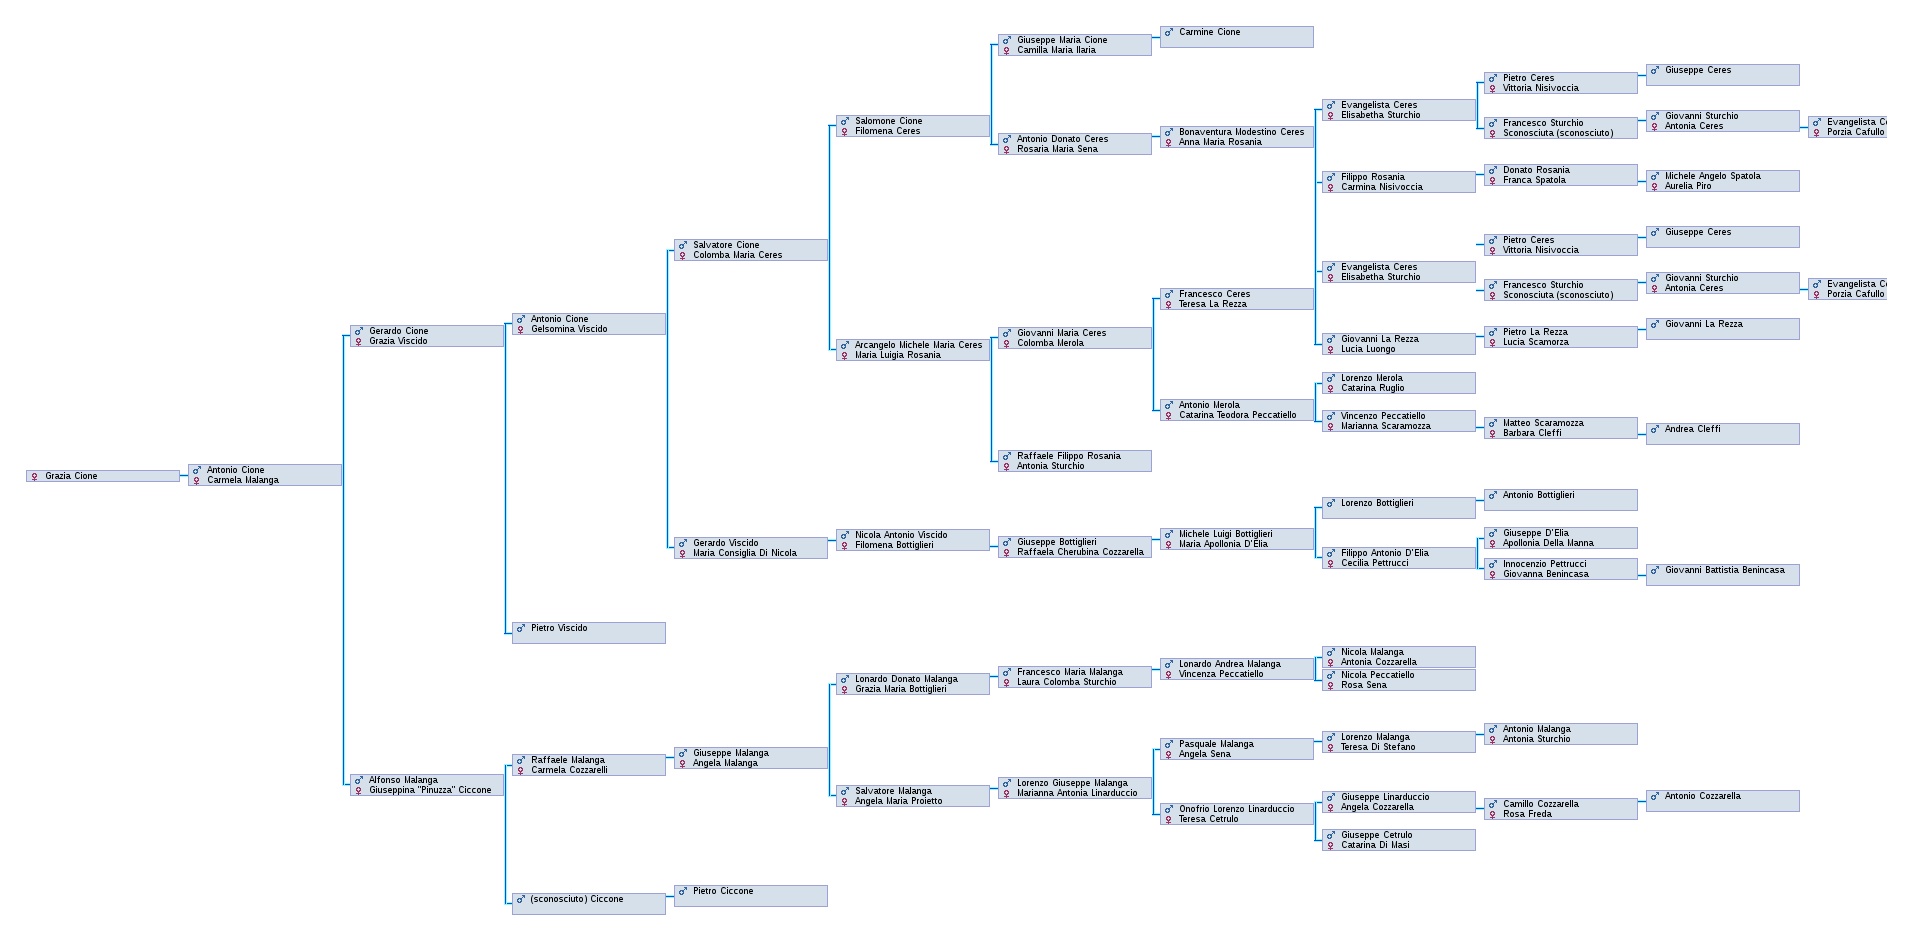 Grazia Cione
Antonio Cione
Carmela Malanga
Gerardo Cione
Grazia Viscido
Alfonso Malanga
Giuseppina "Pinuzza" Ciccone
Antonio Cione
Gelsomina Viscido
Pietro Viscido
Raffaele Malanga
Carmela Cozzarelli
(sconosciuto) Ciccone
Salvatore Cione
Colomba Maria Ceres
Gerardo Viscido
Maria Consiglia Di Nicola
Giuseppe Malanga
Angela Malanga
Pietro Ciccone
Salomone Cione
Filomena Ceres
Arcangelo Michele Maria Ceres
Maria Luigia Rosania
Nicola Antonio Viscido
Filomena Bottiglieri
Lonardo Donato Malanga
Grazia Maria Bottiglieri
Salvatore Malanga
Angela Maria Proietto
Giuseppe Maria Cione
Camilla Maria Ilaria
Antonio Donato Ceres
Rosaria Maria Sena
Giovanni Maria Ceres
Colomba Merola
Raffaele Filippo Rosania
Antonia Sturchio
Giuseppe Bottiglieri
Raffaela Cherubina Cozzarella
Francesco Maria Malanga
Laura Colomba Sturchio
Lorenzo Giuseppe Malanga
Marianna Antonia Linarduccio
Carmine Cione
Bonaventura Modestino Ceres
Anna Maria Rosania
Francesco Ceres
Teresa La Rezza
Antonio Merola
Catarina Teodora Peccatiello
Michele Luigi Bottiglieri
Maria Apollonia D'Elia
Lonardo Andrea Malanga
Vincenza Peccatiello
Pasquale Malanga
Angela Sena
Onofrio Lorenzo Linarduccio
Teresa Cetrulo
Evangelista Ceres
Elisabetha Sturchio
Filippo Rosania
Carmina Nisivoccia
Evangelista Ceres
Elisabetha Sturchio
Giovanni La Rezza
Lucia Luongo
Lorenzo Merola
Catarina Ruglio
Vincenzo Peccatiello
Marianna Scaramozza
Lorenzo Bottiglieri
Filippo Antonio D'Elia
Cecilia Pettrucci
Nicola Malanga
Antonia Cozzarella
Nicola Peccatiello
Rosa Sena
Lorenzo Malanga
Teresa Di Stefano
Giuseppe Linarduccio
Angela Cozzarella
Giuseppe Cetrulo
Catarina Di Masi
Pietro Ceres
Vittoria Nisivoccia
Francesco Sturchio
Sconosciuta (sconosciuto)
Donato Rosania
Franca Spatola
Pietro Ceres
Vittoria Nisivoccia
Francesco Sturchio
Sconosciuta (sconosciuto)
Pietro La Rezza
Lucia Scamorza
Matteo Scaramozza
Barbara Cleffi
Antonio Bottiglieri
Giuseppe D'Elia
Apollonia Della Manna
Innocenzio Pettrucci
Giovanna Benincasa
Antonio Malanga
Antonia Sturchio
Camillo Cozzarella
Rosa Freda
Giuseppe Ceres
Giovanni Sturchio
Antonia Ceres
Michele Angelo Spatola
Aurelia Piro
Giuseppe Ceres
Giovanni Sturchio
Antonia Ceres
Giovanni La Rezza
Andrea Cleffi
Giovanni Battistia Benincasa
Antonio Cozzarella
Evangelista
Porzia Cafullo
Evangelista
Porzia Cafullo